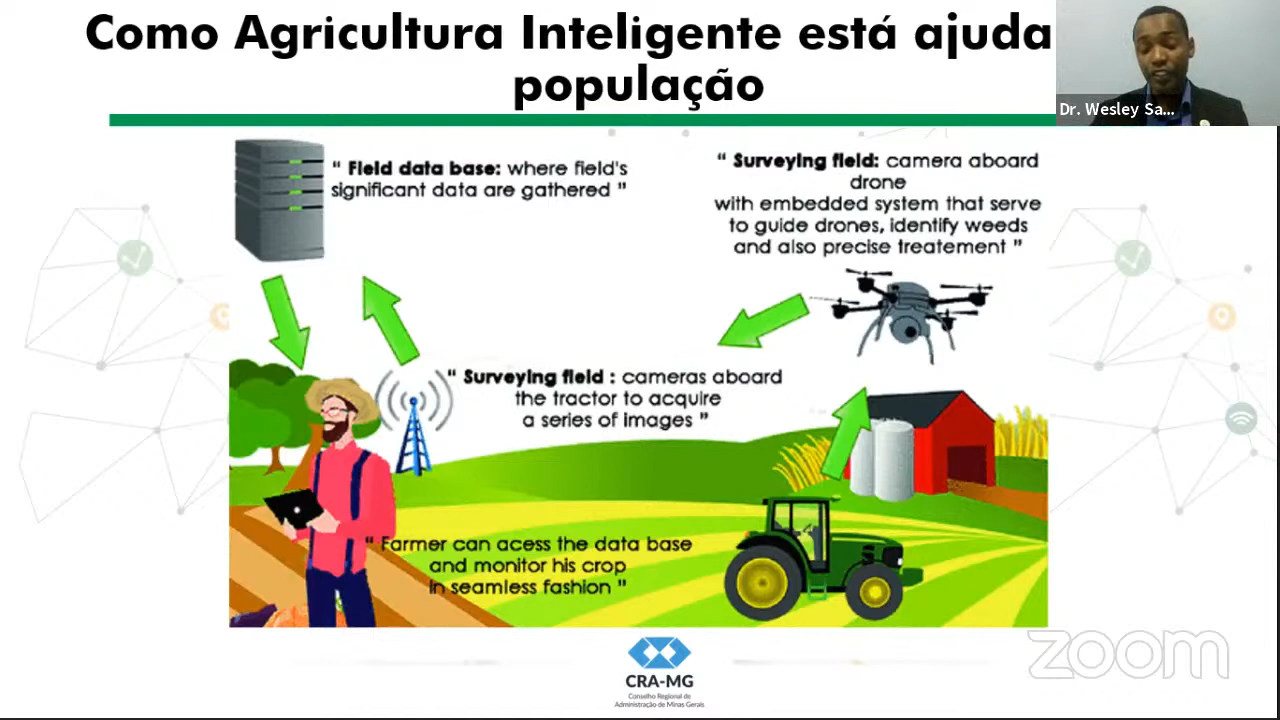 Como Agricultura Inteligente está ajuda
população
Dr. Wesley Sa...
“ Field data base: where field's
significant data are gathered ”
“ Surveying field: camera aboard
drone
with embedded system that serve
to guide drones, identify weeds
and also precise treatement ”
“ Surveying field : cameras aboard
the tractor to acquire
a series of images ”
“ Farmer can acess the data base
and monitor his crop
in seamless fashion ”
zoom
CRA-MG
Conselho Regional de
Administração de Minas Gerais